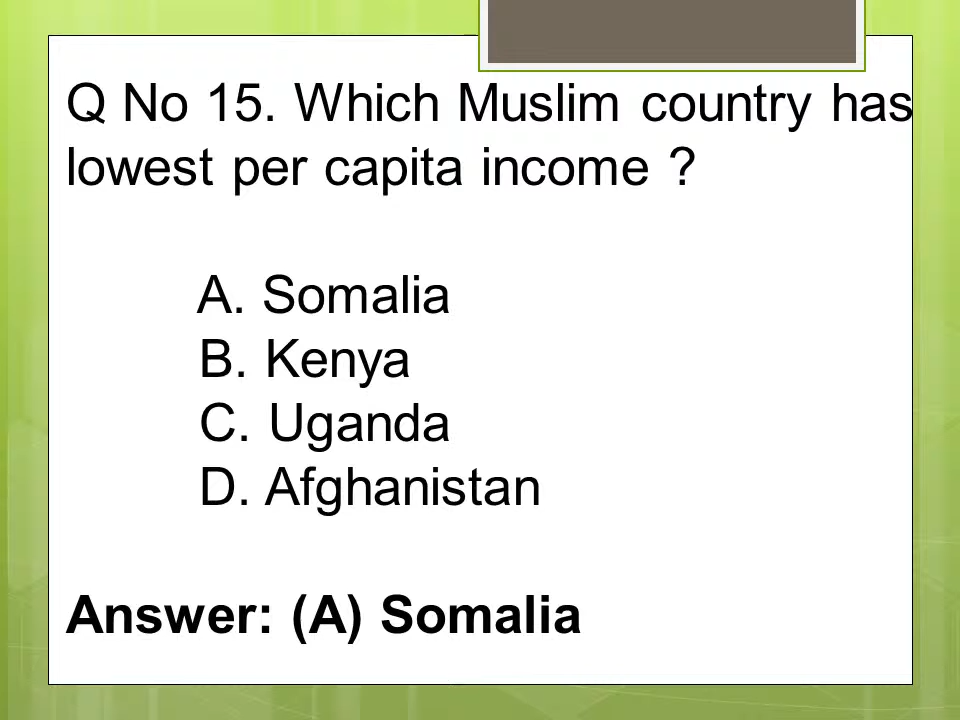 Q No 15. Which Muslim country has
lowest per capita income ?
A. Somalia
B. Kenya
C. Uganda
D. Afghanistan
Answer: (A) Somalia